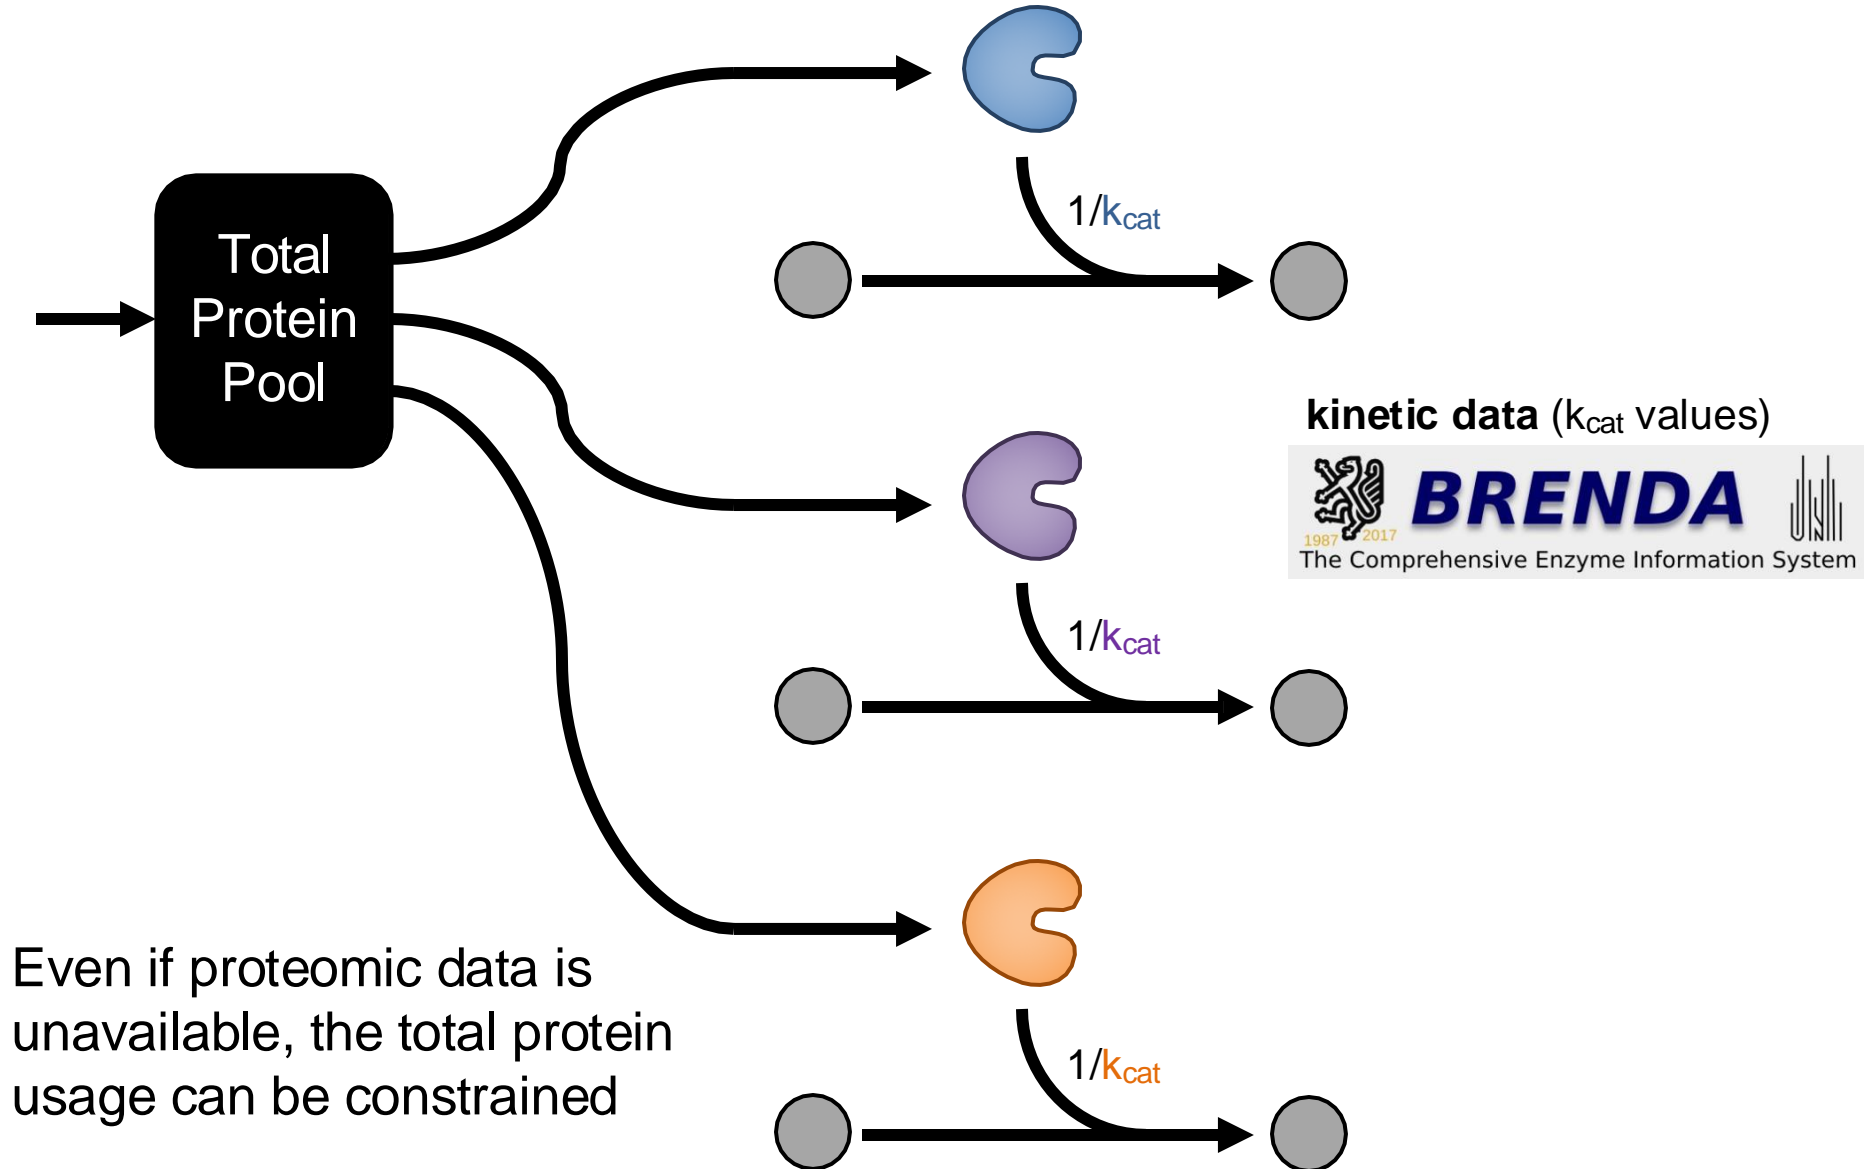 1/kcat
Total
Protein
Pool
kinetic data (kcat values)
BRENDA
1987 2017
UNI
The Comprehensive Enzyme Information System
1/kcat
Even if proteomic data is
unavailable, the total protein
usage can be constrained
1/kcat